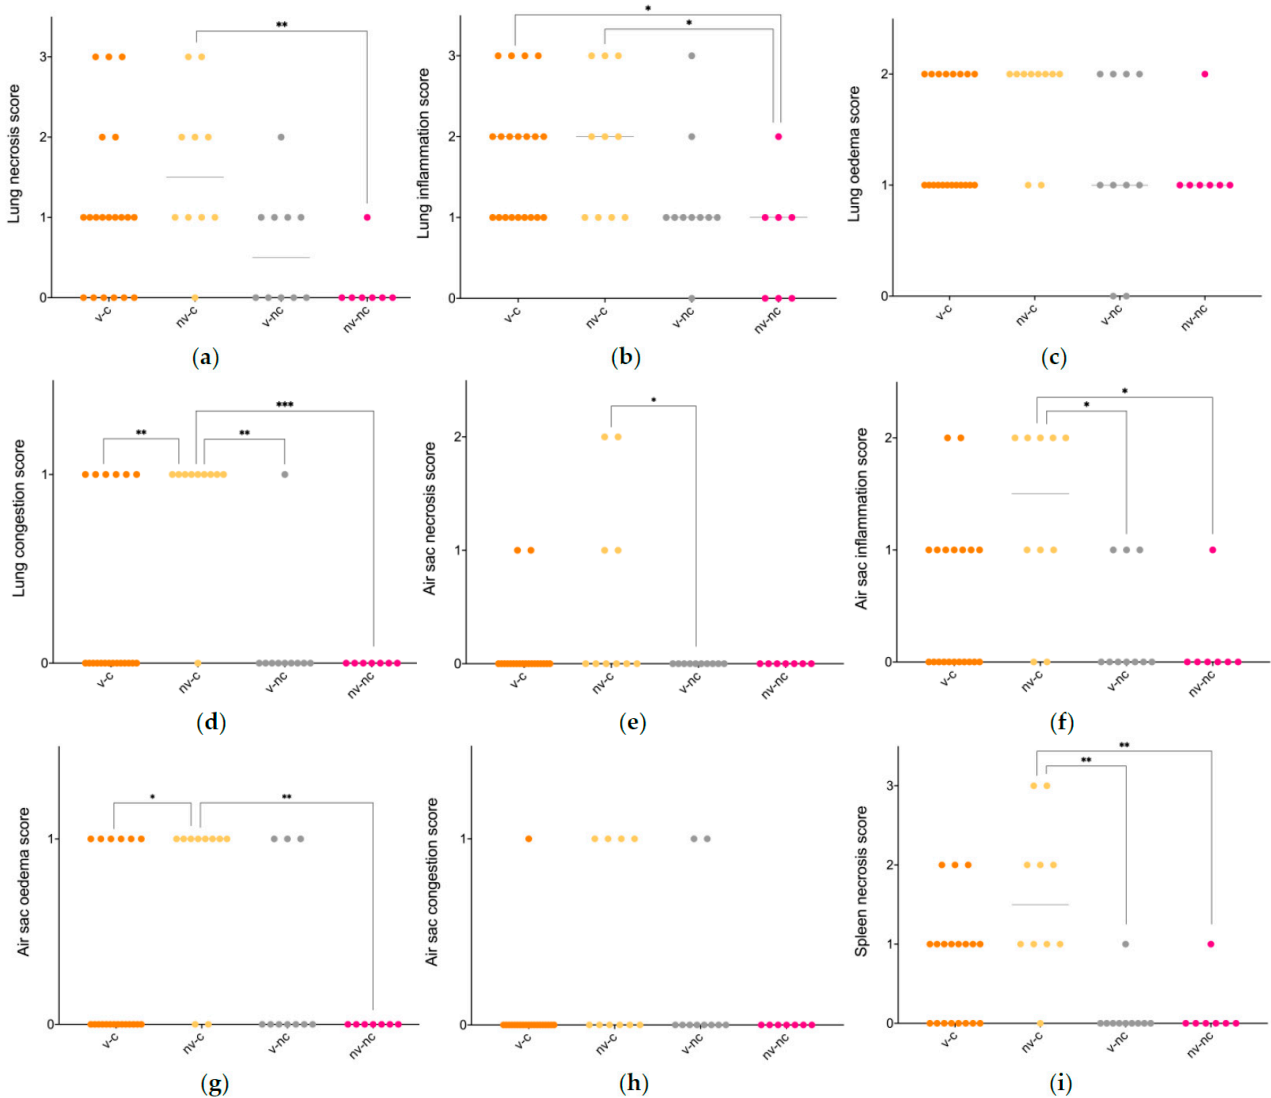 Lung necrosis score
3
2
1
0
**
v-c
nv-c
v-nc
nv-nc
(a)
Lung inflammation score
3
2
1
0
*
*
v-c
nv-c
v-nc
nv-nc
(b)
Lung oedema score
2
1
0
v-c
nv-c
v-nc
nv-nc
(c)
Lung congestion score
1
0
**
***
**
v-c
nv-c
v-nc
nv-nc
(d)
Air sac necrosis score
2
1
0
*
v-c
nv-c
v-nc
nv-nc
(e)
Air sac inflammation score
2
1
0
*
*
v-c
nv-c
v-nc
nv-nc
(f)
Air sac oedema score
1
0
*
**
v-c
nv-c
v-nc
nv-nc
(g)
Air sac congestion score
1
0
v-c
nv-c
v-nc
nv-nc
(h)
Spleen necrosis score
3
2
1
0
**
**
v-c
nv-c
v-nc
nv-nc
(i)